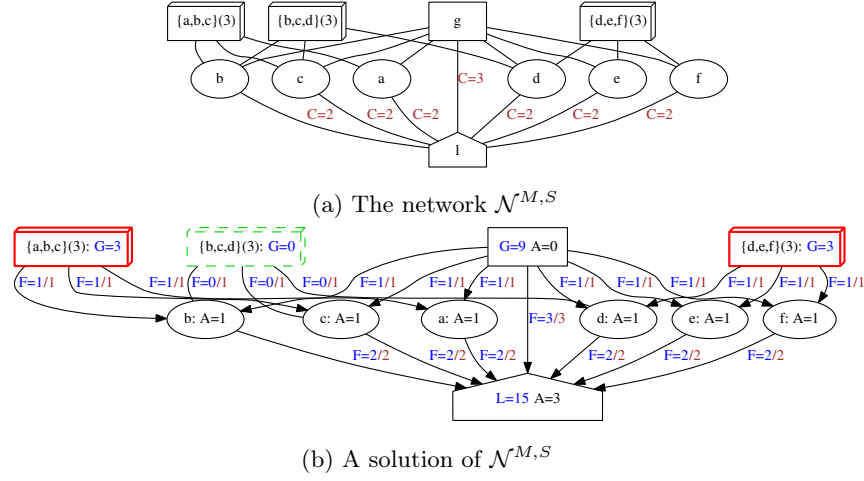 {a,b,c}(3) {b,c,d}(3) g {d,e,f}(3)
b c a d e f
C=3
C=2 C=2 C=2 C=2 C=2 C=2
l
(a) The network 𝒩^{M,S}
{a,b,c}(3): G=3 {b,c,d}(3): G=0 G=9 A=0 {d,e,f}(3): G=3
F=1/1 F=1/1 F=1/1 F=0/1 F=0/1 F=0/1 F=1/1 F=1/1 F=1/1 F=1/1 F=1/1 F=1/1 F=1/1 F=1/1 F=1/1
b: A=1 c: A=1 a: A=1 F=3/3 d: A=1 e: A=1 f: A=1
F=2/2 F=2/2 F=2/2 F=2/2 F=2/2 F=2/2
L=15 A=3
(b) A solution of 𝒩^{M,S}